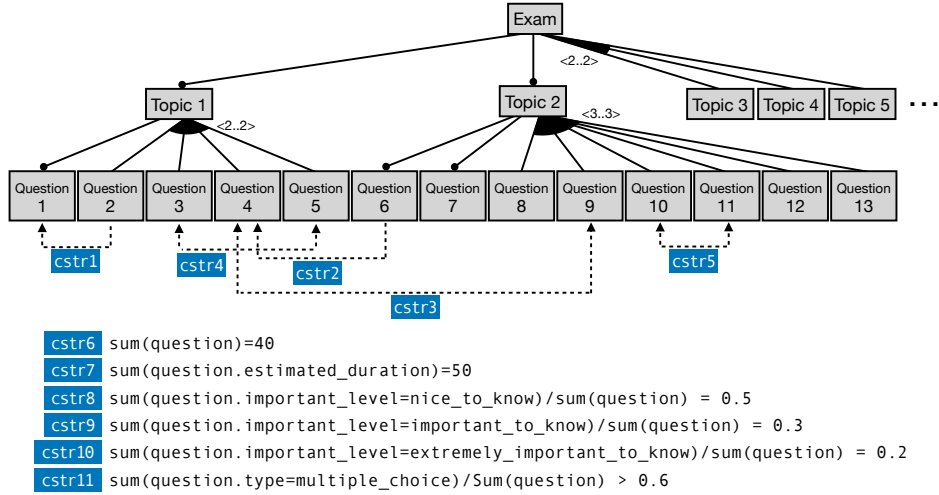 Exam
<2..2>
Topic 1
Topic 2
Topic 3
Topic 4
Topic 5
...
<2..2>
<3..3>
Question 1
Question 2
Question 3
Question 4
Question 5
Question 6
Question 7
Question 8
Question 9
Question 10
Question 11
Question 12
Question 13
cstr1
cstr4
cstr2
cstr5
cstr3
cstr6 sum(question)=40
cstr7 sum(question.estimated_duration)=50
cstr8 sum(question.important_level=nice_to_know)/sum(question) = 0.5
cstr9 sum(question.important_level=important_to_know)/sum(question) = 0.3
cstr10 sum(question.important_level=extremely_important_to_know)/sum(question) = 0.2
cstr11 sum(question.type=multiple_choice)/Sum(question) > 0.6